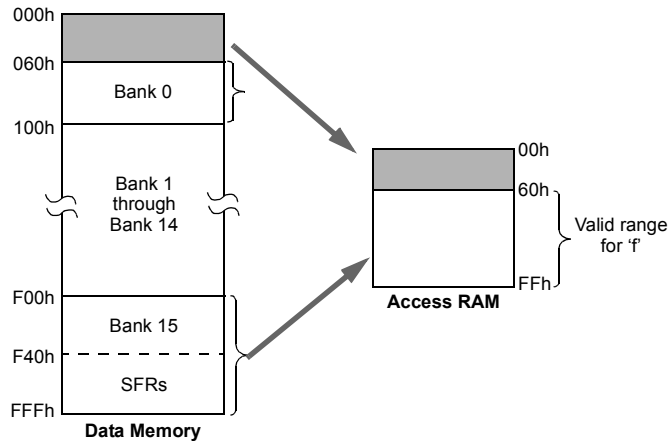 000h
060h
Bank 0
100h
Bank 1
through
Bank 14
F00h
Bank 15
F40h
SFRs
FFFh
Data Memory
00h
60h
Valid range
for ‘f’
FFh
Access RAM